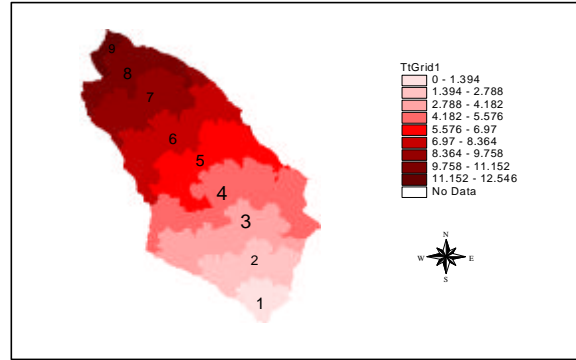 9
8
7
6
5
4
3
2
1
TtGrid1
0 - 1.394
1.394 - 2.788
2.788 - 4.182
4.182 - 5.576
5.576 - 6.97
6.97 - 8.364
8.364 - 9.758
9.758 - 11.152
11.152 - 12.546
No Data
N
W E
S